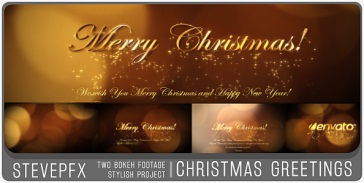 Merry Christmas!
We wish You Merry Christmas and Happy New Year!
Merry Christmas!
Merry Christmas!
envato
STEVEPFX
TWO BOKEH FOOTAGE
STYLISH PROJECT
CHRISTMAS GREETINGS